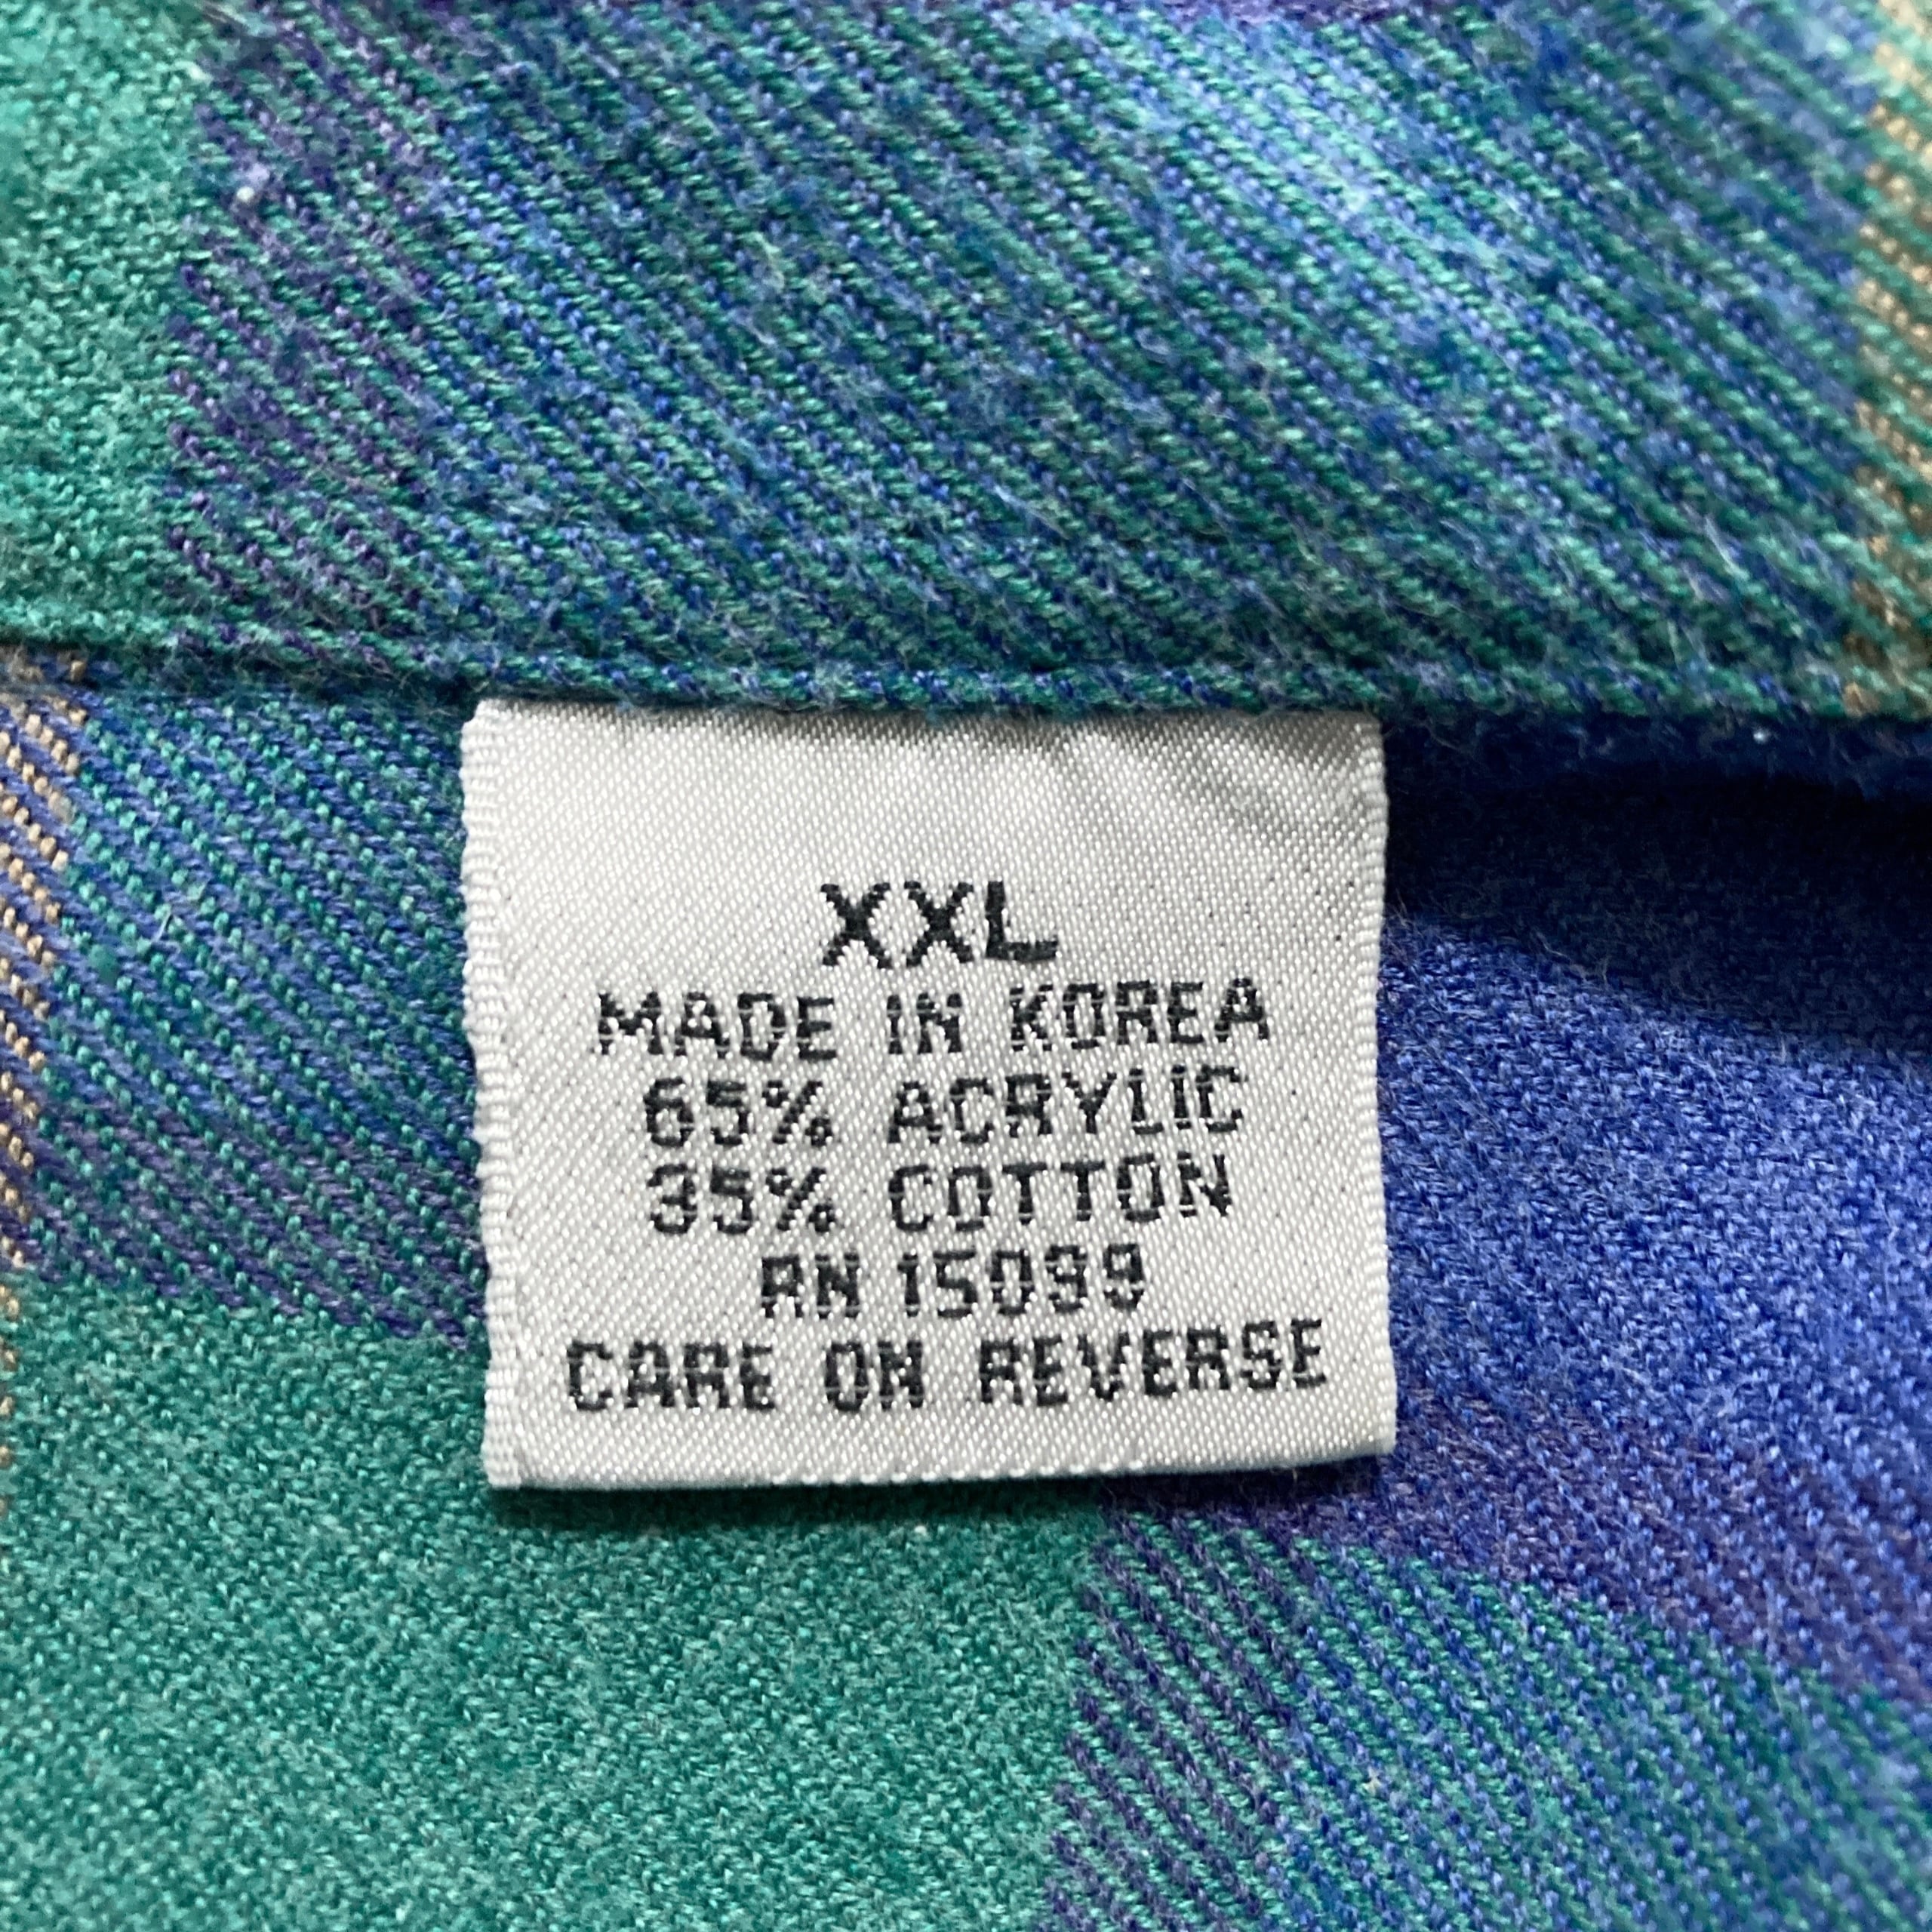 XXL
MADE IN KOREA
65% ACRYLIC
35% COTTON
RN 15099
CARE ON REVERSE